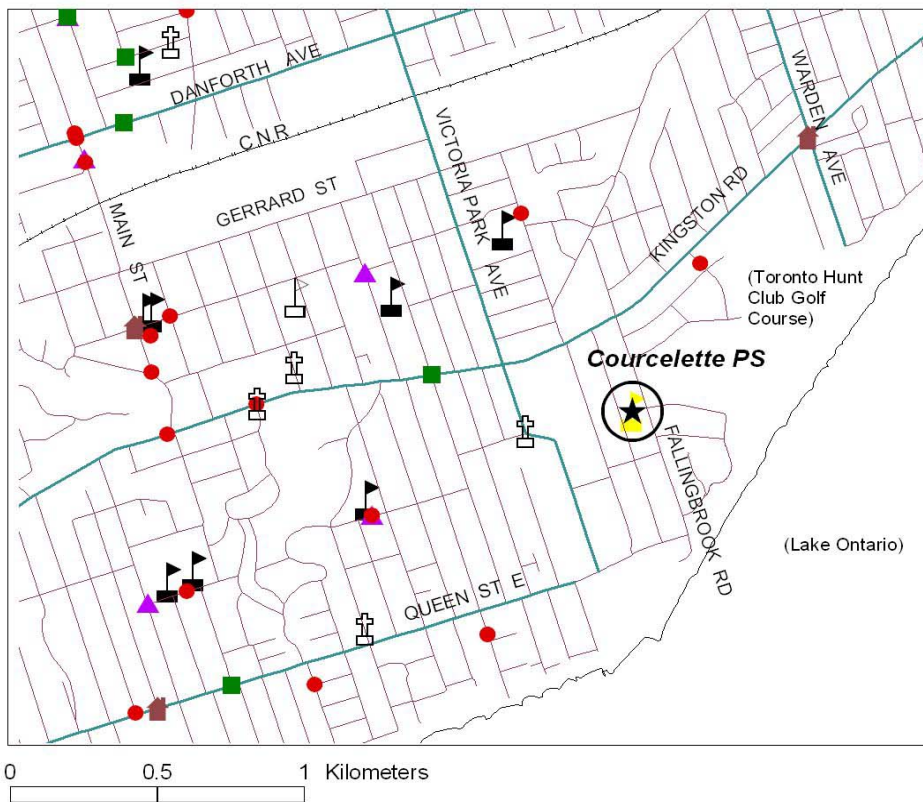 DANFORTH AVE
C.N.R
GERRARD ST
MAIN ST
VICTORIA PARK AVE
WARDEN AVE
KINGSTON RD
(Toronto Hunt
Club Golf
Course)
Courcelette PS
FALLINGBROOK RD
(Lake Ontario)
QUEEN ST E
0 0.5 1 Kilometers